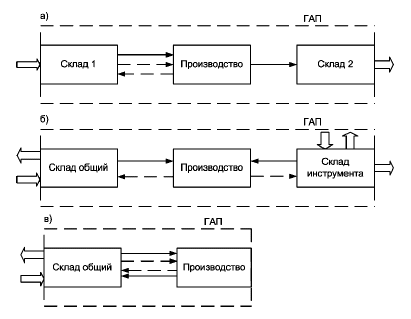 а)
ГАП
Склад 1
Производство
Склад 2
б)
ГАП
Склад общий
Производство
Склад
инструмента
в)
ГАП
Склад общий
Производство